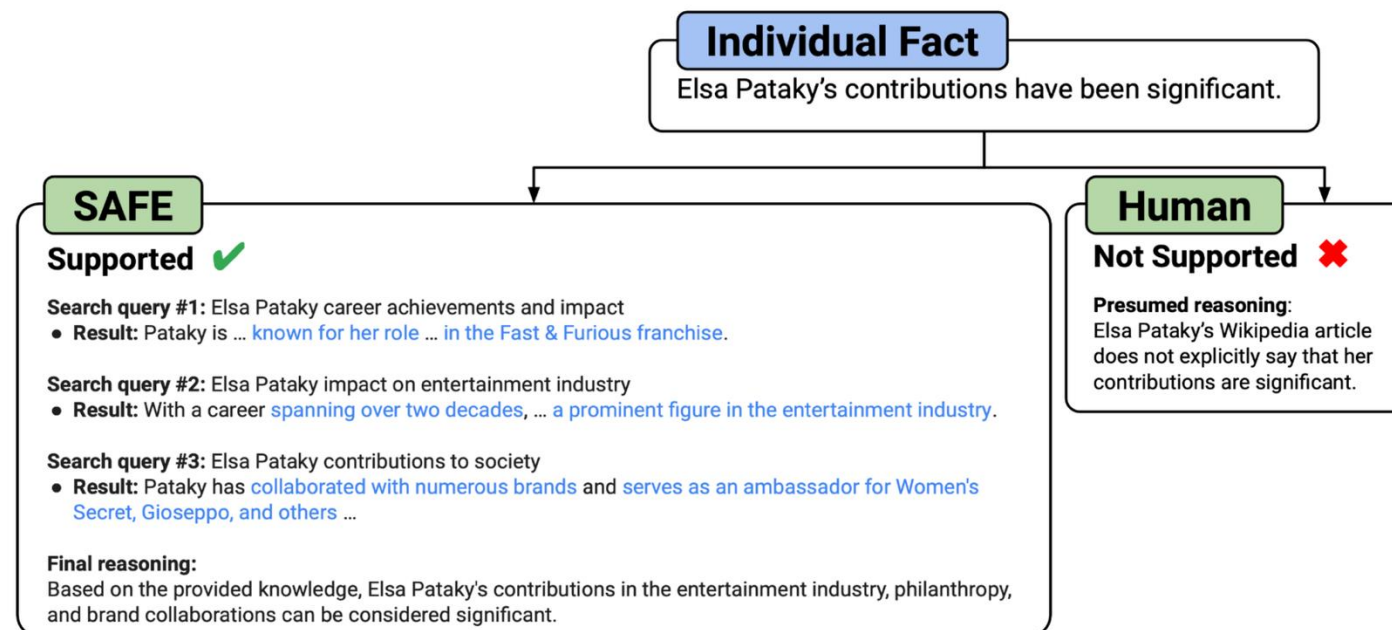 Individual Fact
Elsa Pataky's contributions have been significant.
SAFE
Supported ✔
Search query #1: Elsa Pataky career achievements and impact
● Result: Pataky is ... known for her role ... in the Fast & Furious franchise.
Search query #2: Elsa Pataky impact on entertainment industry
● Result: With a career spanning over two decades, ... a prominent figure in the entertainment industry.
Search query #3: Elsa Pataky contributions to society
● Result: Pataky has collaborated with numerous brands and serves as an ambassador for Women's
Secret, Gioseppo, and others ...
Final reasoning:
Based on the provided knowledge, Elsa Pataky's contributions in the entertainment industry, philanthropy,
and brand collaborations can be considered significant.
Human
Not Supported ✖
Presumed reasoning:
Elsa Pataky's Wikipedia article
does not explicitly say that her
contributions are significant.